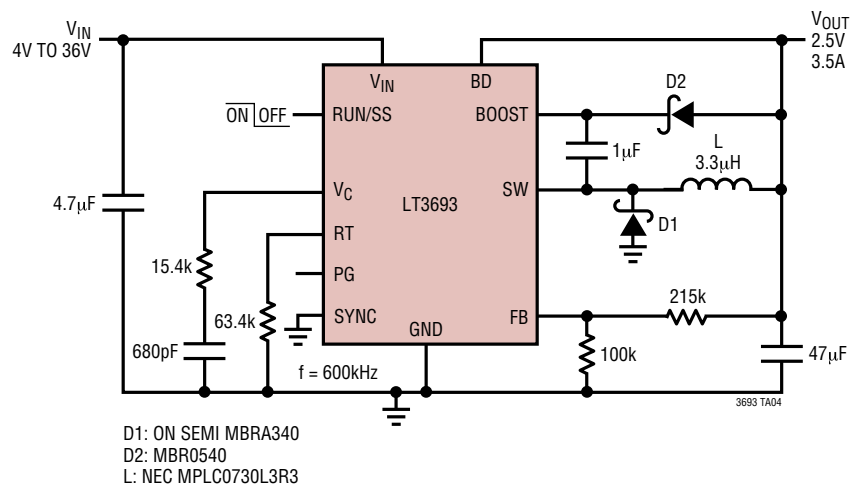 VIN
4V TO 36V
VOUT
2.5V
3.5A
VIN
BD
D2
ON OFF
RUN/SS
BOOST
1µF
L
3.3µH
4.7µF
VC
LT3693
SW
D1
RT
15.4k
PG
215k
63.4k
SYNC
GND
FB
680pF
100k
47µF
f = 600kHz
3693 TA04
D1: ON SEMI MBRA340
D2: MBR0540
L: NEC MPLC0730L3R3